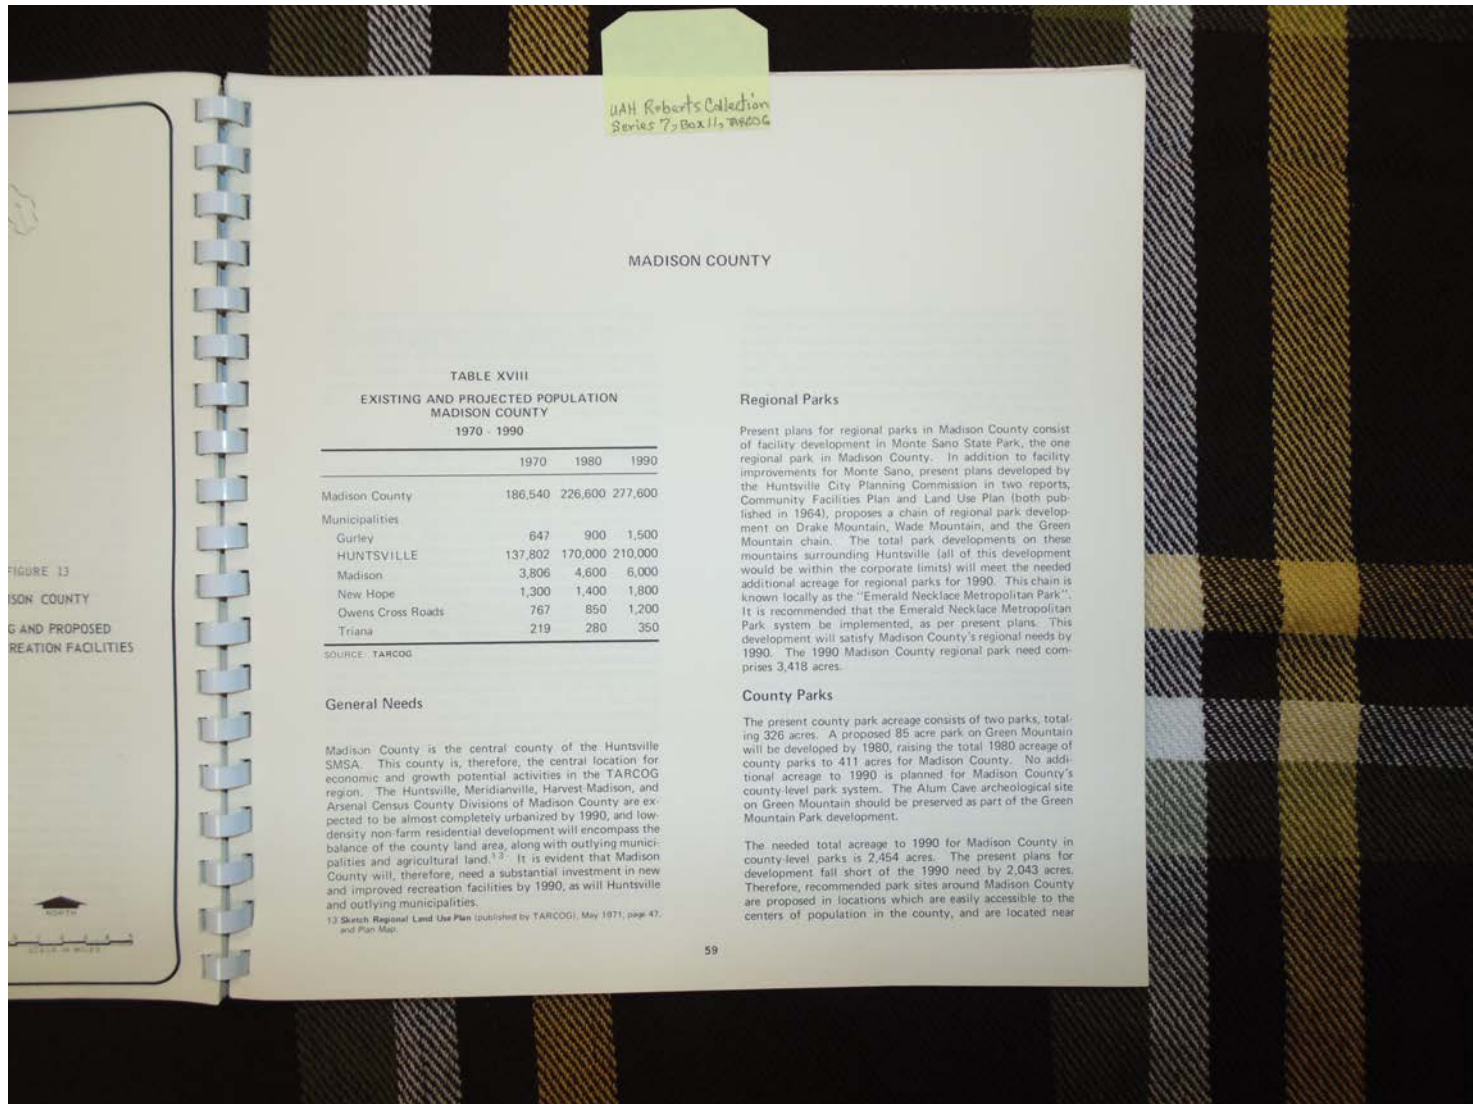 UAH Roberts Collection
Series 7, Box 11, TARCOG
FIGURE 13
ISON COUNTY
G AND PROPOSED
REATION FACILITIES
NORTH
SCALE IN MILES
MADISON COUNTY
TABLE XVIII
EXISTING AND PROJECTED POPULATION
MADISON COUNTY
1970 - 1990
1970 1980 1990
Madison County 186,540 226,600 277,600
Municipalities
Gurley 647 900 1,500
HUNTSVILLE 137,802 170,000 210,000
Madison 3,806 4,600 6,000
New Hope 1,300 1,400 1,800
Owens Cross Roads 767 850 1,200
Triana 219 280 350
SOURCE: TARCOG
General Needs
Madison County is the central county of the Huntsville
SMSA. This county is, therefore, the central location for
economic and growth potential activities in the TARCOG
region. The Huntsville, Meridianville, Harvest-Madison, and
Arsenal Census County Divisions of Madison County are ex-
pected to be almost completely urbanized by 1990, and low-
density non-farm residential development will encompass the
balance of the county land area, along with outlying munici-
palities and agricultural land.13 It is evident that Madison
County will, therefore, need a substantial investment in new
and improved recreation facilities by 1990, as will Huntsville
and outlying municipalities.
13 Sketch Regional Land Use Plan (published by TARCOG), May 1971, page 47,
and Plan Map.
Regional Parks
Present plans for regional parks in Madison County consist
of facility development in Monte Sano State Park, the one
regional park in Madison County. In addition to facility
improvements for Monte Sano, present plans developed by
the Huntsville City Planning Commission in two reports,
Community Facilities Plan and Land Use Plan (both pub-
lished in 1964), proposes a chain of regional park develop-
ment on Drake Mountain, Wade Mountain, and the Green
Mountain chain. The total park developments on these
mountains surrounding Huntsville (all of this development
would be within the corporate limits) will meet the needed
additional acreage for regional parks for 1990. This chain is
known locally as the "Emerald Necklace Metropolitan Park".
It is recommended that the Emerald Necklace Metropolitan
Park system be implemented, as per present plans. This
development will satisfy Madison County's regional needs by
1990. The 1990 Madison County regional park need com-
prises 3,418 acres.
County Parks
The present county park acreage consists of two parks, total-
ing 326 acres. A proposed 85 acre park on Green Mountain
will be developed by 1980, raising the total 1980 acreage of
county parks to 411 acres for Madison County. No addi-
tional acreage to 1990 is planned for Madison County's
county-level park system. The Alum Cave archeological site
on Green Mountain should be preserved as part of the Green
Mountain Park development.
The needed total acreage to 1990 for Madison County in
county-level parks is 2,454 acres. The present plans for
development fall short of the 1990 need by 2,043 acres.
Therefore, recommended park sites around Madison County
are proposed in locations which are easily accessible to the
centers of population in the county, and are located near
59